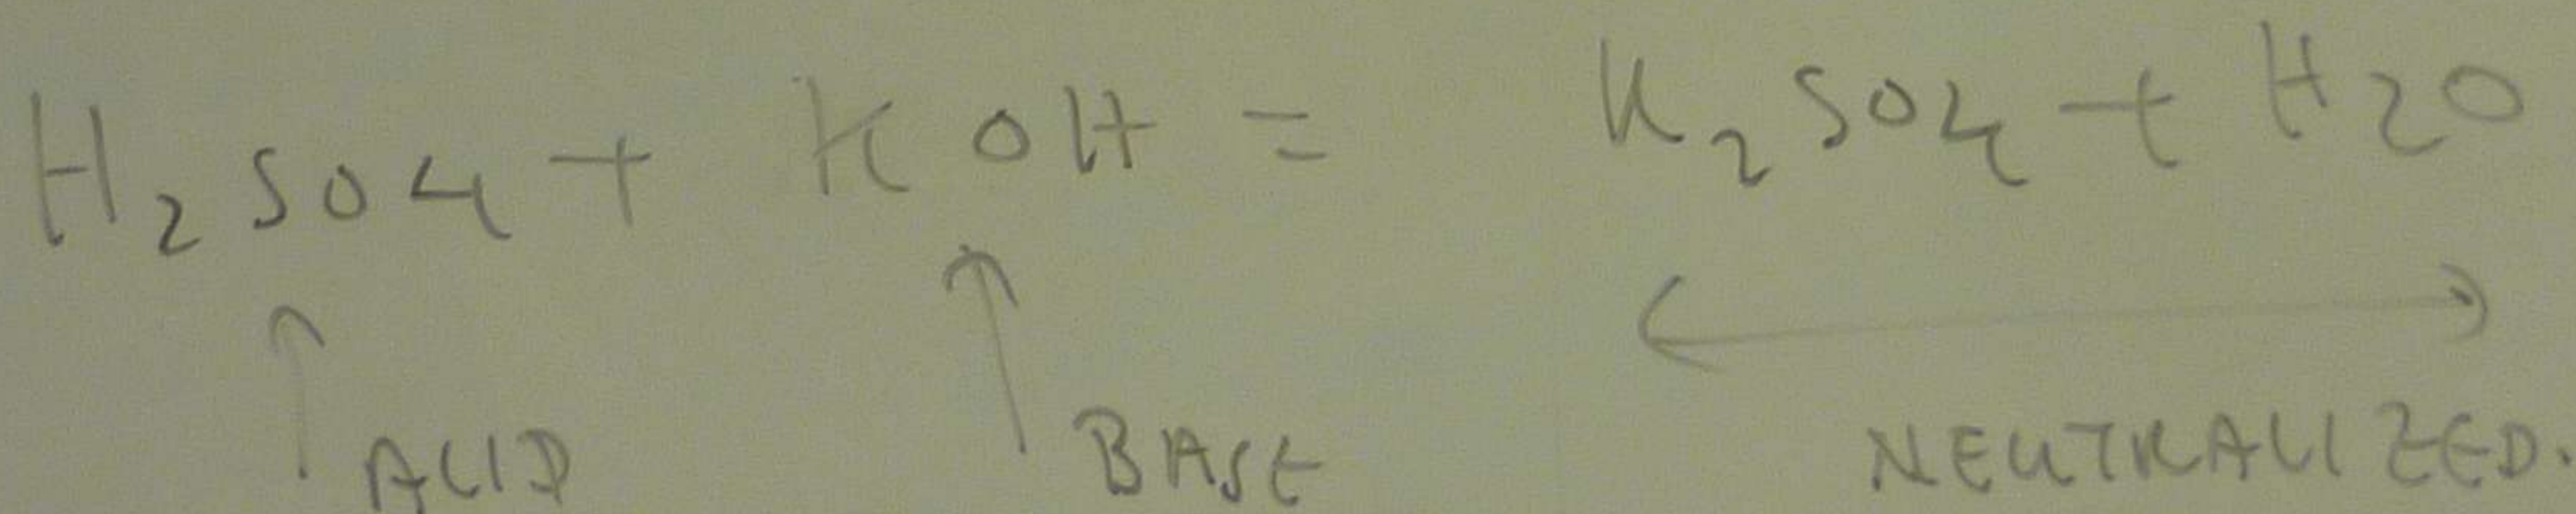 H₂SO4 + KOH = K₂SO4 + H2O
ACID BASE NEUTRALIZED.